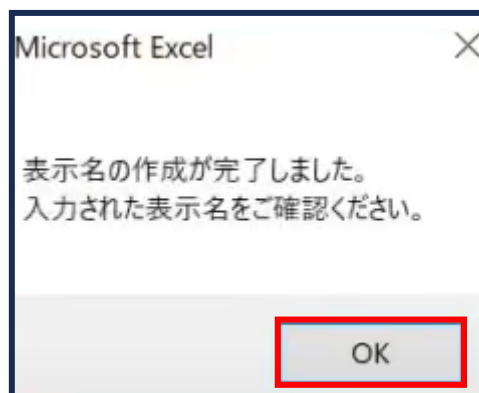 Microsoft Excel
表示名の作成が完了しました。
入力された表示名をご確認ください。
OK